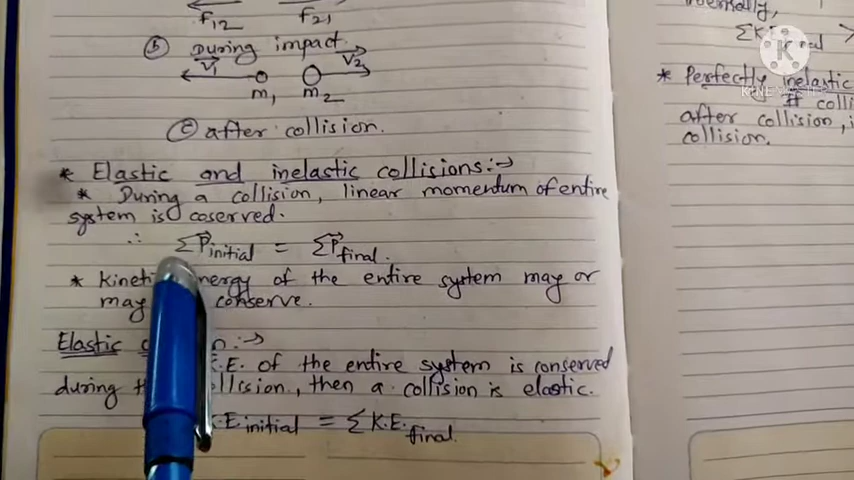 f12 f21
(b) During impact.
v1 v2
m1 m2
(c) after collision.
* Elastic and inelastic collisions:→
* During a collision, linear momentum of entire
system is coserved.
∴ ΣP initial = ΣP final.
* Kinetic energy of the entire system may or
may conserve.
Elastic :→
K.E. of the entire system is conserved
during collision, then a collision is elastic.
K.E initial = Σ K.E. final.
ΣK.E
* Perfectly inelastic
# colli
after collision, i
collision.
K